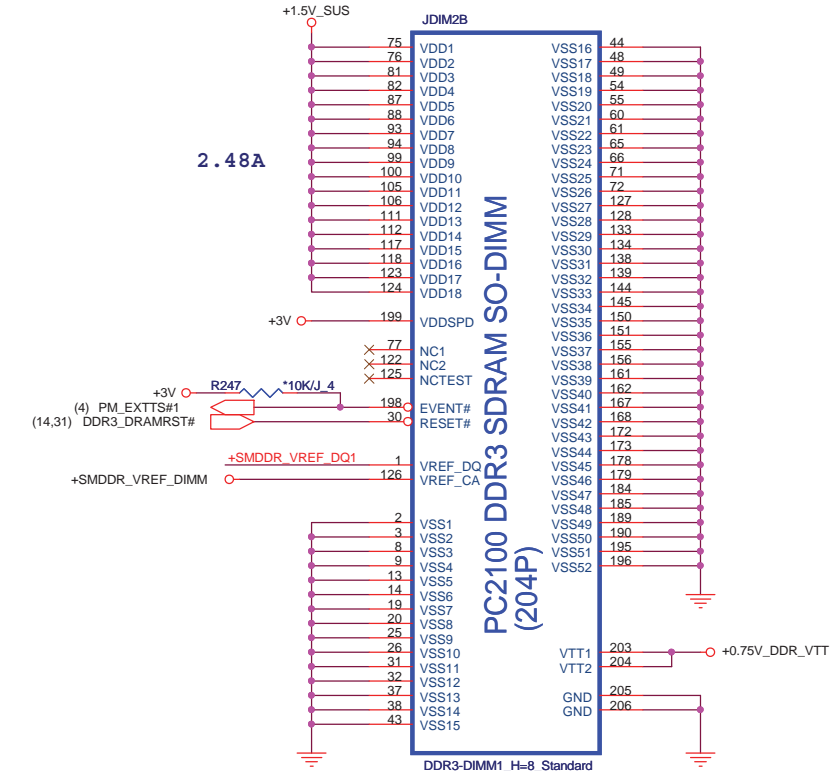 +1.5V_SUS
JDIM2B
75 VDD1 VSS16 44
76 VDD2 VSS17 48
81 VDD3 VSS18 49
82 VDD4 VSS19 54
87 VDD5 VSS20 55
88 VDD6 VSS21 60
93 VDD7 VSS22 61
94 VDD8 VSS23 65
2.48A
99 VDD9 VSS24 66
100 VDD10 VSS25 71
105 VDD11 VSS26 72
106 VDD12 VSS27 127
111 VDD13 VSS28 128
112 VDD14 VSS29 133
117 VDD15 VSS30 134
118 VDD16 VSS31 138
123 VDD17 VSS32 139
124 VDD18 VSS33 144
VSS34 145
+3V 199 VDDSPD VSS35 150
VSS36 151
77 NC1 VSS37 155
122 NC2 VSS38 156
125 NCTEST VSS39 161
+3V R247 *10K/J_4 VSS40 162
(4) PM_EXTTS#1 198 EVENT# VSS41 167
(14,31) DDR3_DRAMRST# 30 RESET# VSS42 168
VSS43 172
VSS44 173
+SMDDR_VREF_DQ1 1 VREF_DQ VSS45 178
+SMDDR_VREF_DIMM 126 VREF_CA VSS46 179
VSS47 184
VSS48 185
2 VSS1 VSS49 189
3 VSS2 VSS50 190
8 VSS3 VSS51 195
9 VSS4 VSS52 196
13 VSS5
14 VSS6
19 VSS7
20 VSS8
25 VSS9
26 VSS10 VTT1 203 +0.75V_DDR_VTT
31 VSS11 VTT2 204
32 VSS12
37 VSS13 GND 205
38 VSS14 GND 206
43 VSS15
PC2100 DDR3 SDRAM SO-DIMM
(204P)
DDR3-DIMM1_H=8_Standard